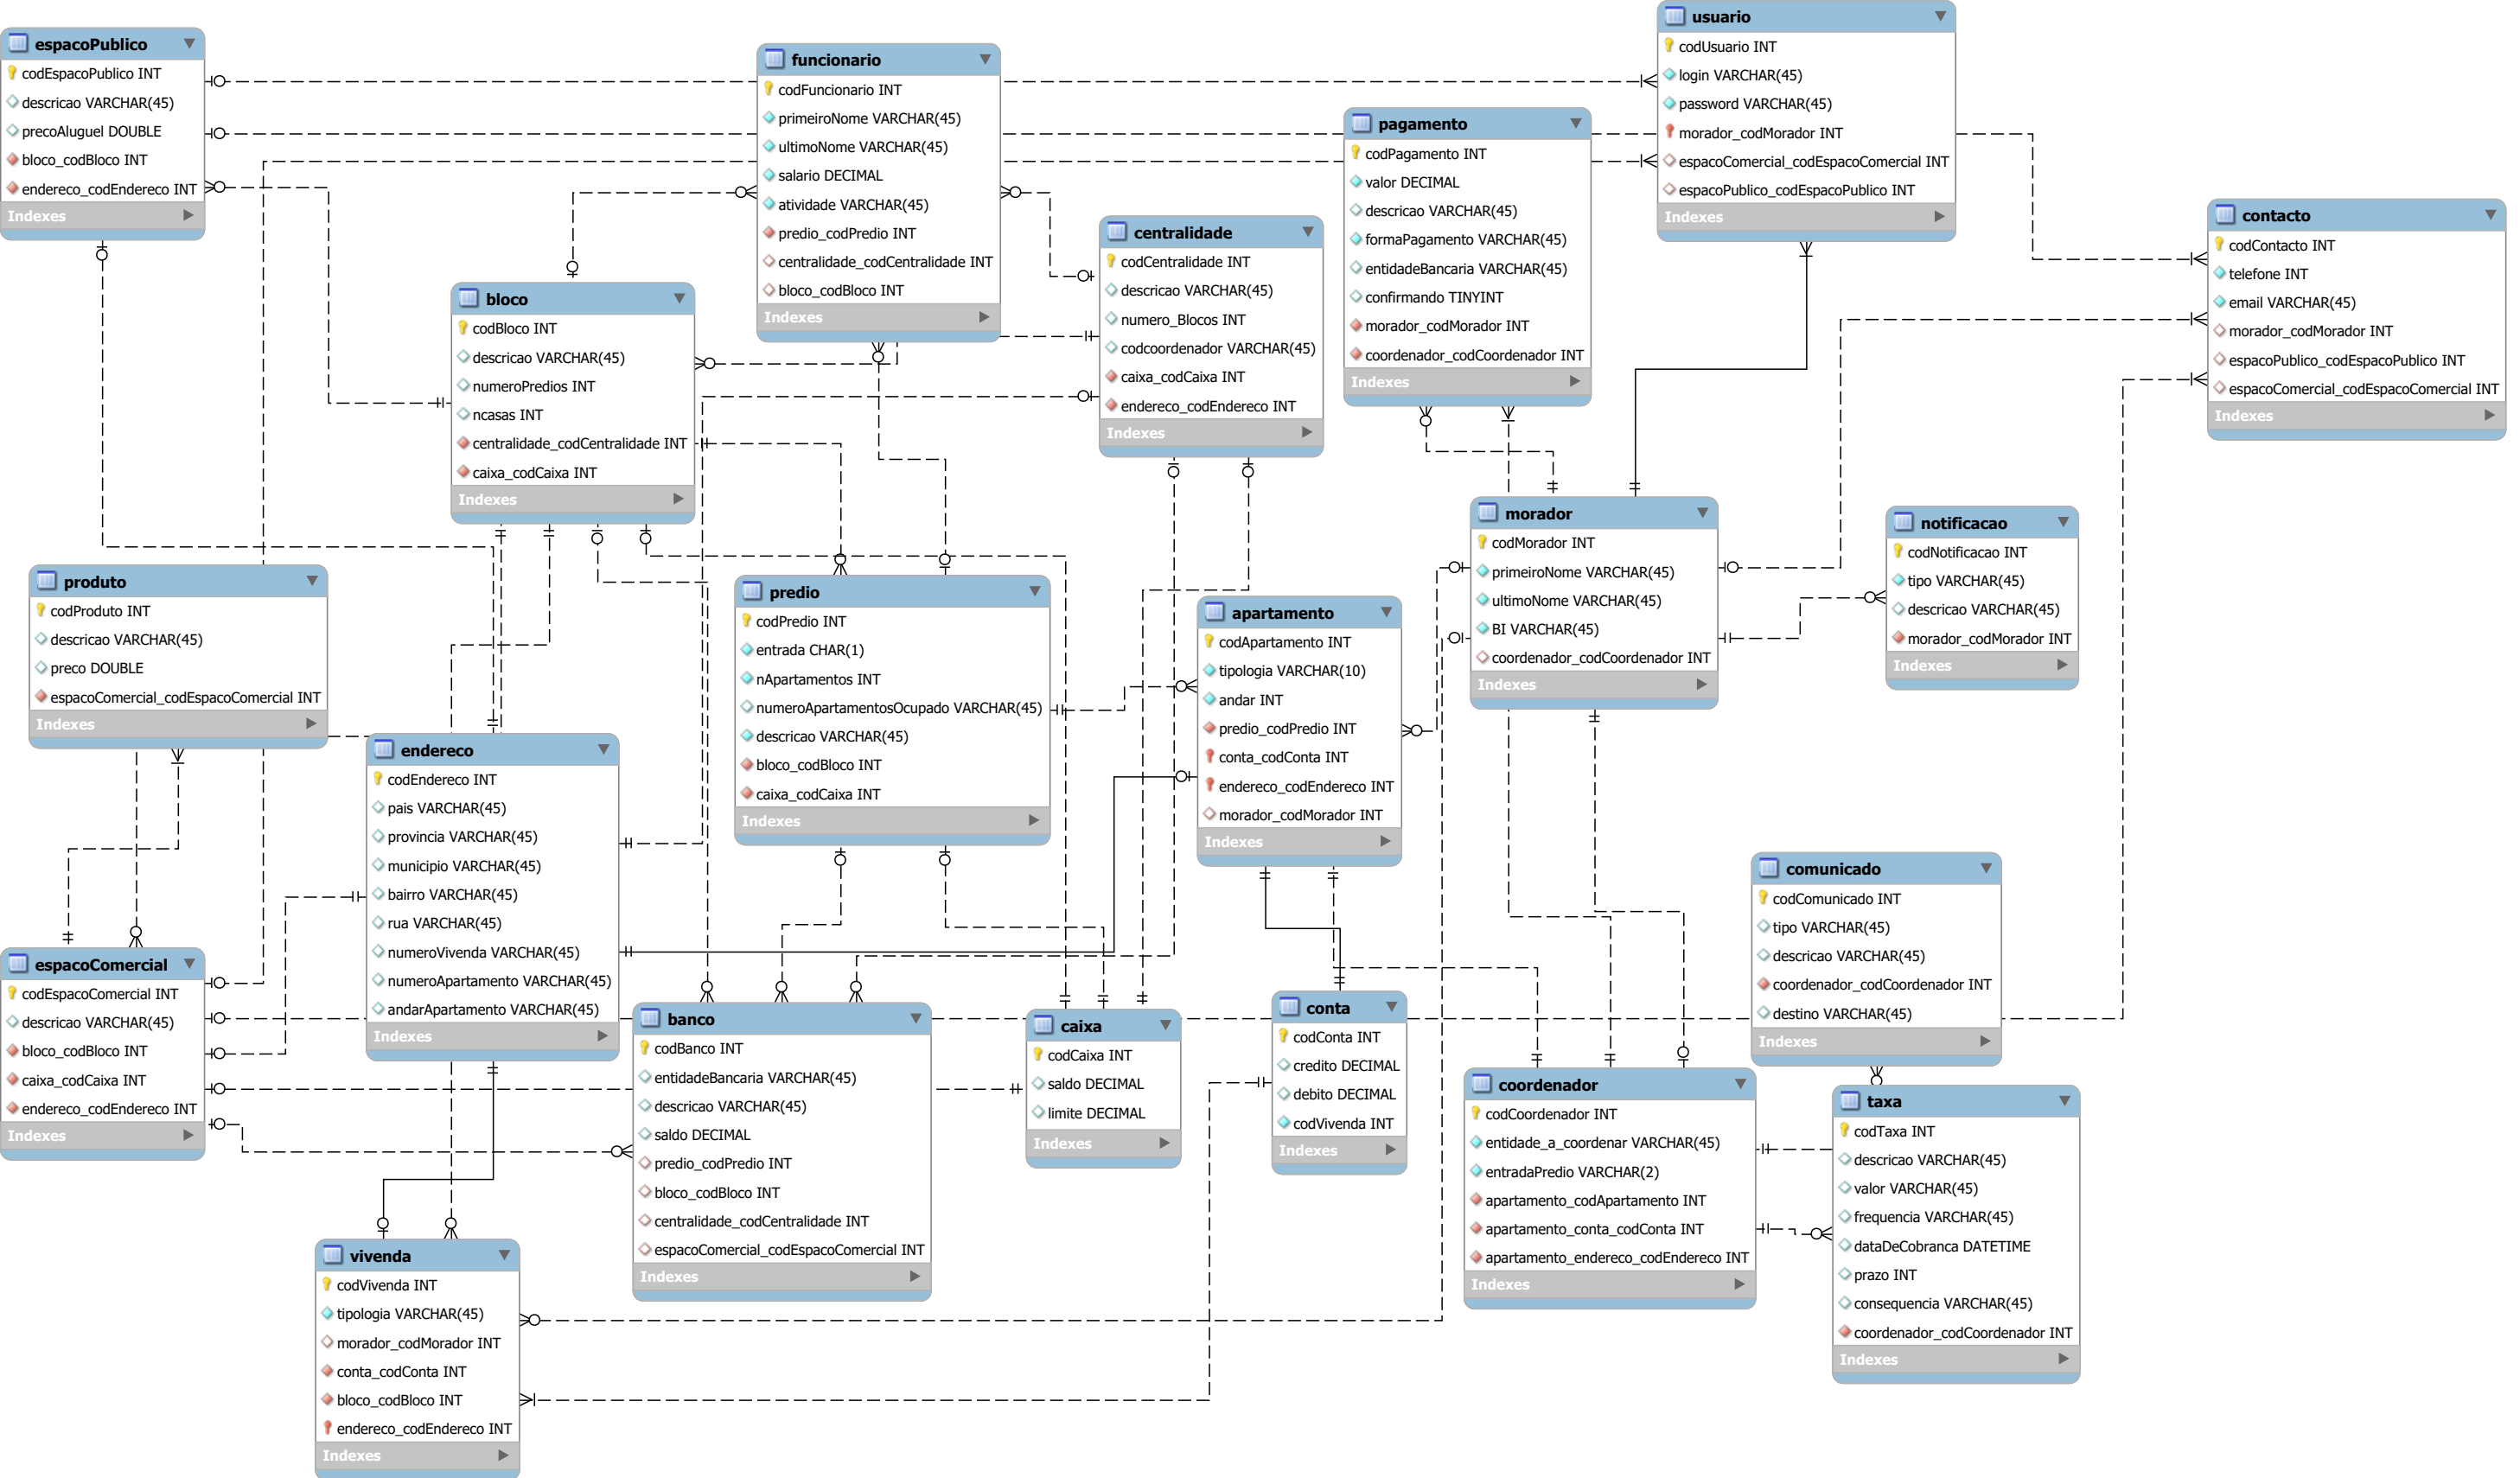 espacoPublico
codEspacoPublico INT
descricao VARCHAR(45)
precoAluguel DOUBLE
bloco_codBloco INT
endereco_codEndereco INT
Indexes
funcionario
codFuncionario INT
primeiroNome VARCHAR(45)
ultimoNome VARCHAR(45)
salario DECIMAL
atividade VARCHAR(45)
predio_codPredio INT
centralidade_codCentralidade INT
bloco_codBloco INT
Indexes
usuario
codUsuario INT
login VARCHAR(45)
password VARCHAR(45)
morador_codMorador INT
espacoComercial_codEspacoComercial INT
espacoPublico_codEspacoPublico INT
Indexes
pagamento
codPagamento INT
valor DECIMAL
descricao VARCHAR(45)
formaPagamento VARCHAR(45)
entidadeBancaria VARCHAR(45)
confirmando TINYINT
morador_codMorador INT
coordenador_codCoordenador INT
Indexes
centralidade
codCentralidade INT
descricao VARCHAR(45)
numero_Blocos INT
codcoordenador VARCHAR(45)
caixa_codCaixa INT
endereco_codEndereco INT
Indexes
contacto
codContacto INT
telefone INT
email VARCHAR(45)
morador_codMorador INT
espacoPublico_codEspacoPublico INT
espacoComercial_codEspacoComercial INT
Indexes
bloco
codBloco INT
descricao VARCHAR(45)
numeroPredios INT
ncasas INT
centralidade_codCentralidade INT
caixa_codCaixa INT
Indexes
morador
codMorador INT
primeiroNome VARCHAR(45)
ultimoNome VARCHAR(45)
BI VARCHAR(45)
coordenador_codCoordenador INT
Indexes
notificacao
codNotificacao INT
tipo VARCHAR(45)
descricao VARCHAR(45)
morador_codMorador INT
Indexes
produto
codProduto INT
descricao VARCHAR(45)
preco DOUBLE
espacoComercial_codEspacoComercial INT
Indexes
predio
codPredio INT
entrada CHAR(1)
nApartamentos INT
numeroApartamentosOcupado VARCHAR(45)
descricao VARCHAR(45)
bloco_codBloco INT
caixa_codCaixa INT
Indexes
apartamento
codApartamento INT
tipologia VARCHAR(10)
andar INT
predio_codPredio INT
conta_codConta INT
endereco_codEndereco INT
morador_codMorador INT
Indexes
endereco
codEndereco INT
pais VARCHAR(45)
provincia VARCHAR(45)
municipio VARCHAR(45)
bairro VARCHAR(45)
rua VARCHAR(45)
numeroVivenda VARCHAR(45)
numeroApartamento VARCHAR(45)
andarApartamento VARCHAR(45)
Indexes
comunicado
codComunicado INT
tipo VARCHAR(45)
descricao VARCHAR(45)
coordenador_codCoordenador INT
destino VARCHAR(45)
Indexes
espacoComercial
codEspacoComercial INT
descricao VARCHAR(45)
bloco_codBloco INT
caixa_codCaixa INT
endereco_codEndereco INT
Indexes
banco
codBanco INT
entidadeBancaria VARCHAR(45)
descricao VARCHAR(45)
saldo DECIMAL
predio_codPredio INT
bloco_codBloco INT
centralidade_codCentralidade INT
espacoComercial_codEspacoComercial INT
Indexes
caixa
codCaixa INT
saldo DECIMAL
limite DECIMAL
Indexes
conta
codConta INT
credito DECIMAL
debito DECIMAL
codVivenda INT
Indexes
coordenador
codCoordenador INT
entidade_a_coordenar VARCHAR(45)
entradaPredio VARCHAR(2)
apartamento_codApartamento INT
apartamento_conta_codConta INT
apartamento_endereco_codEndereco INT
Indexes
taxa
codTaxa INT
descricao VARCHAR(45)
valor VARCHAR(45)
frequencia VARCHAR(45)
dataDeCobranca DATETIME
prazo INT
consequencia VARCHAR(45)
coordenador_codCoordenador INT
Indexes
vivenda
codVivenda INT
tipologia VARCHAR(45)
morador_codMorador INT
conta_codConta INT
bloco_codBloco INT
endereco_codEndereco INT
Indexes